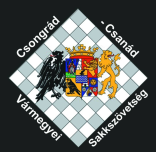 Csongrád
- Csanád
Vármegyei
Sakkszövetség